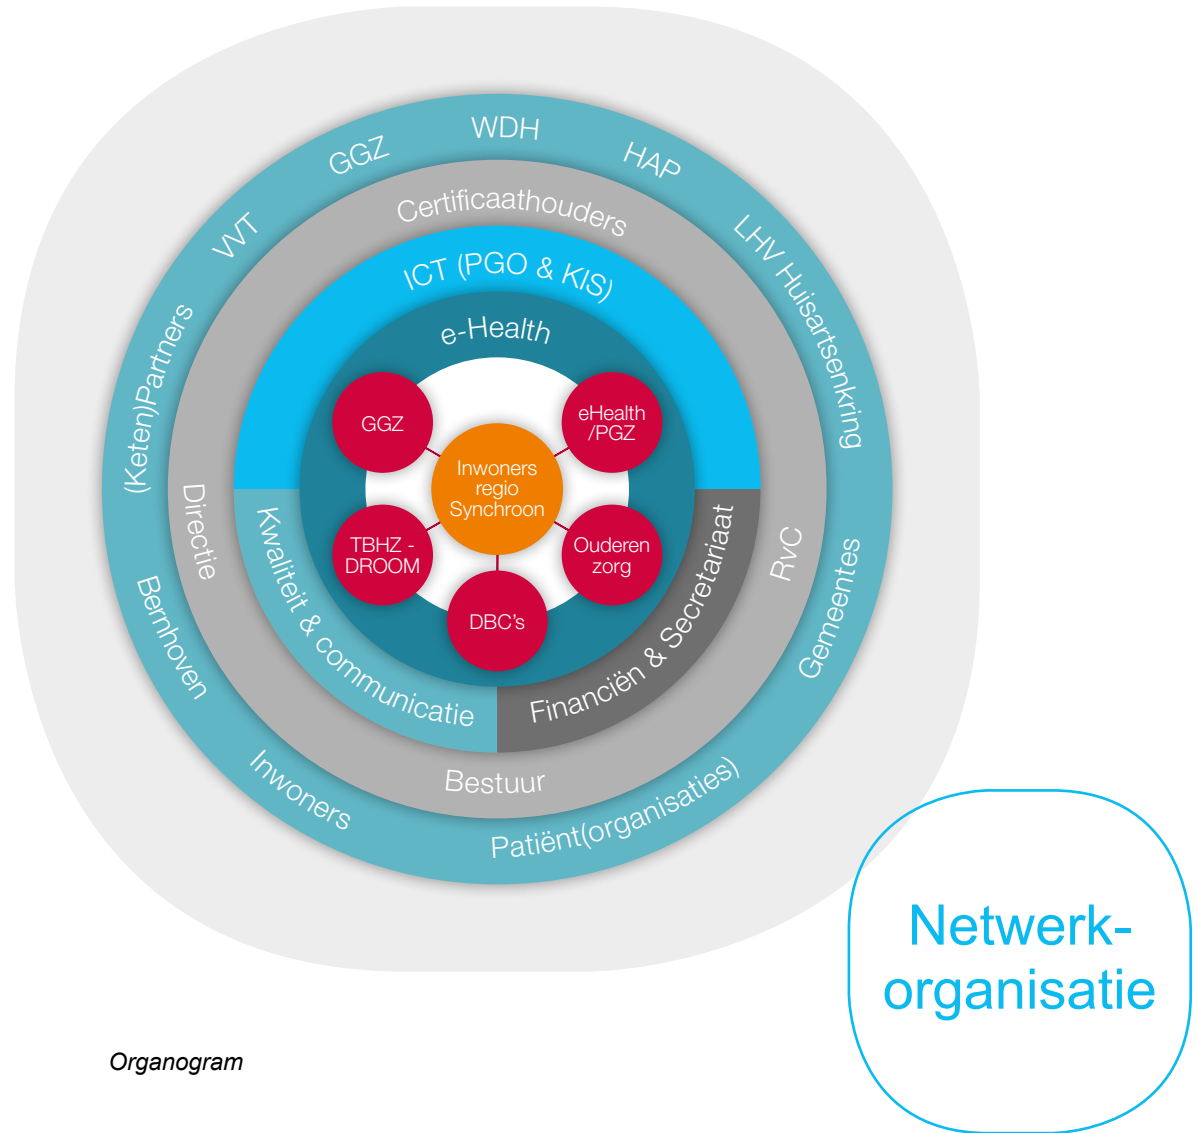 WDH
GGZ
HAP
VVT
LHV Huisartsenkring
(Keten)Partners
Gemeentes
Bernhoven
Inwoners
Patiënt(organisaties)
Certificaathouders
Directie
RvC
Bestuur
ICT (PGO & KIS)
Kwaliteit & communicatie
Financiën & Secretariaat
e-Health
GGZ
eHealth
/PGZ
Inwoners
regio
Synchroon
TBHZ -
DROOM
Ouderen
zorg
DBC's
Netwerk-
organisatie
Organogram